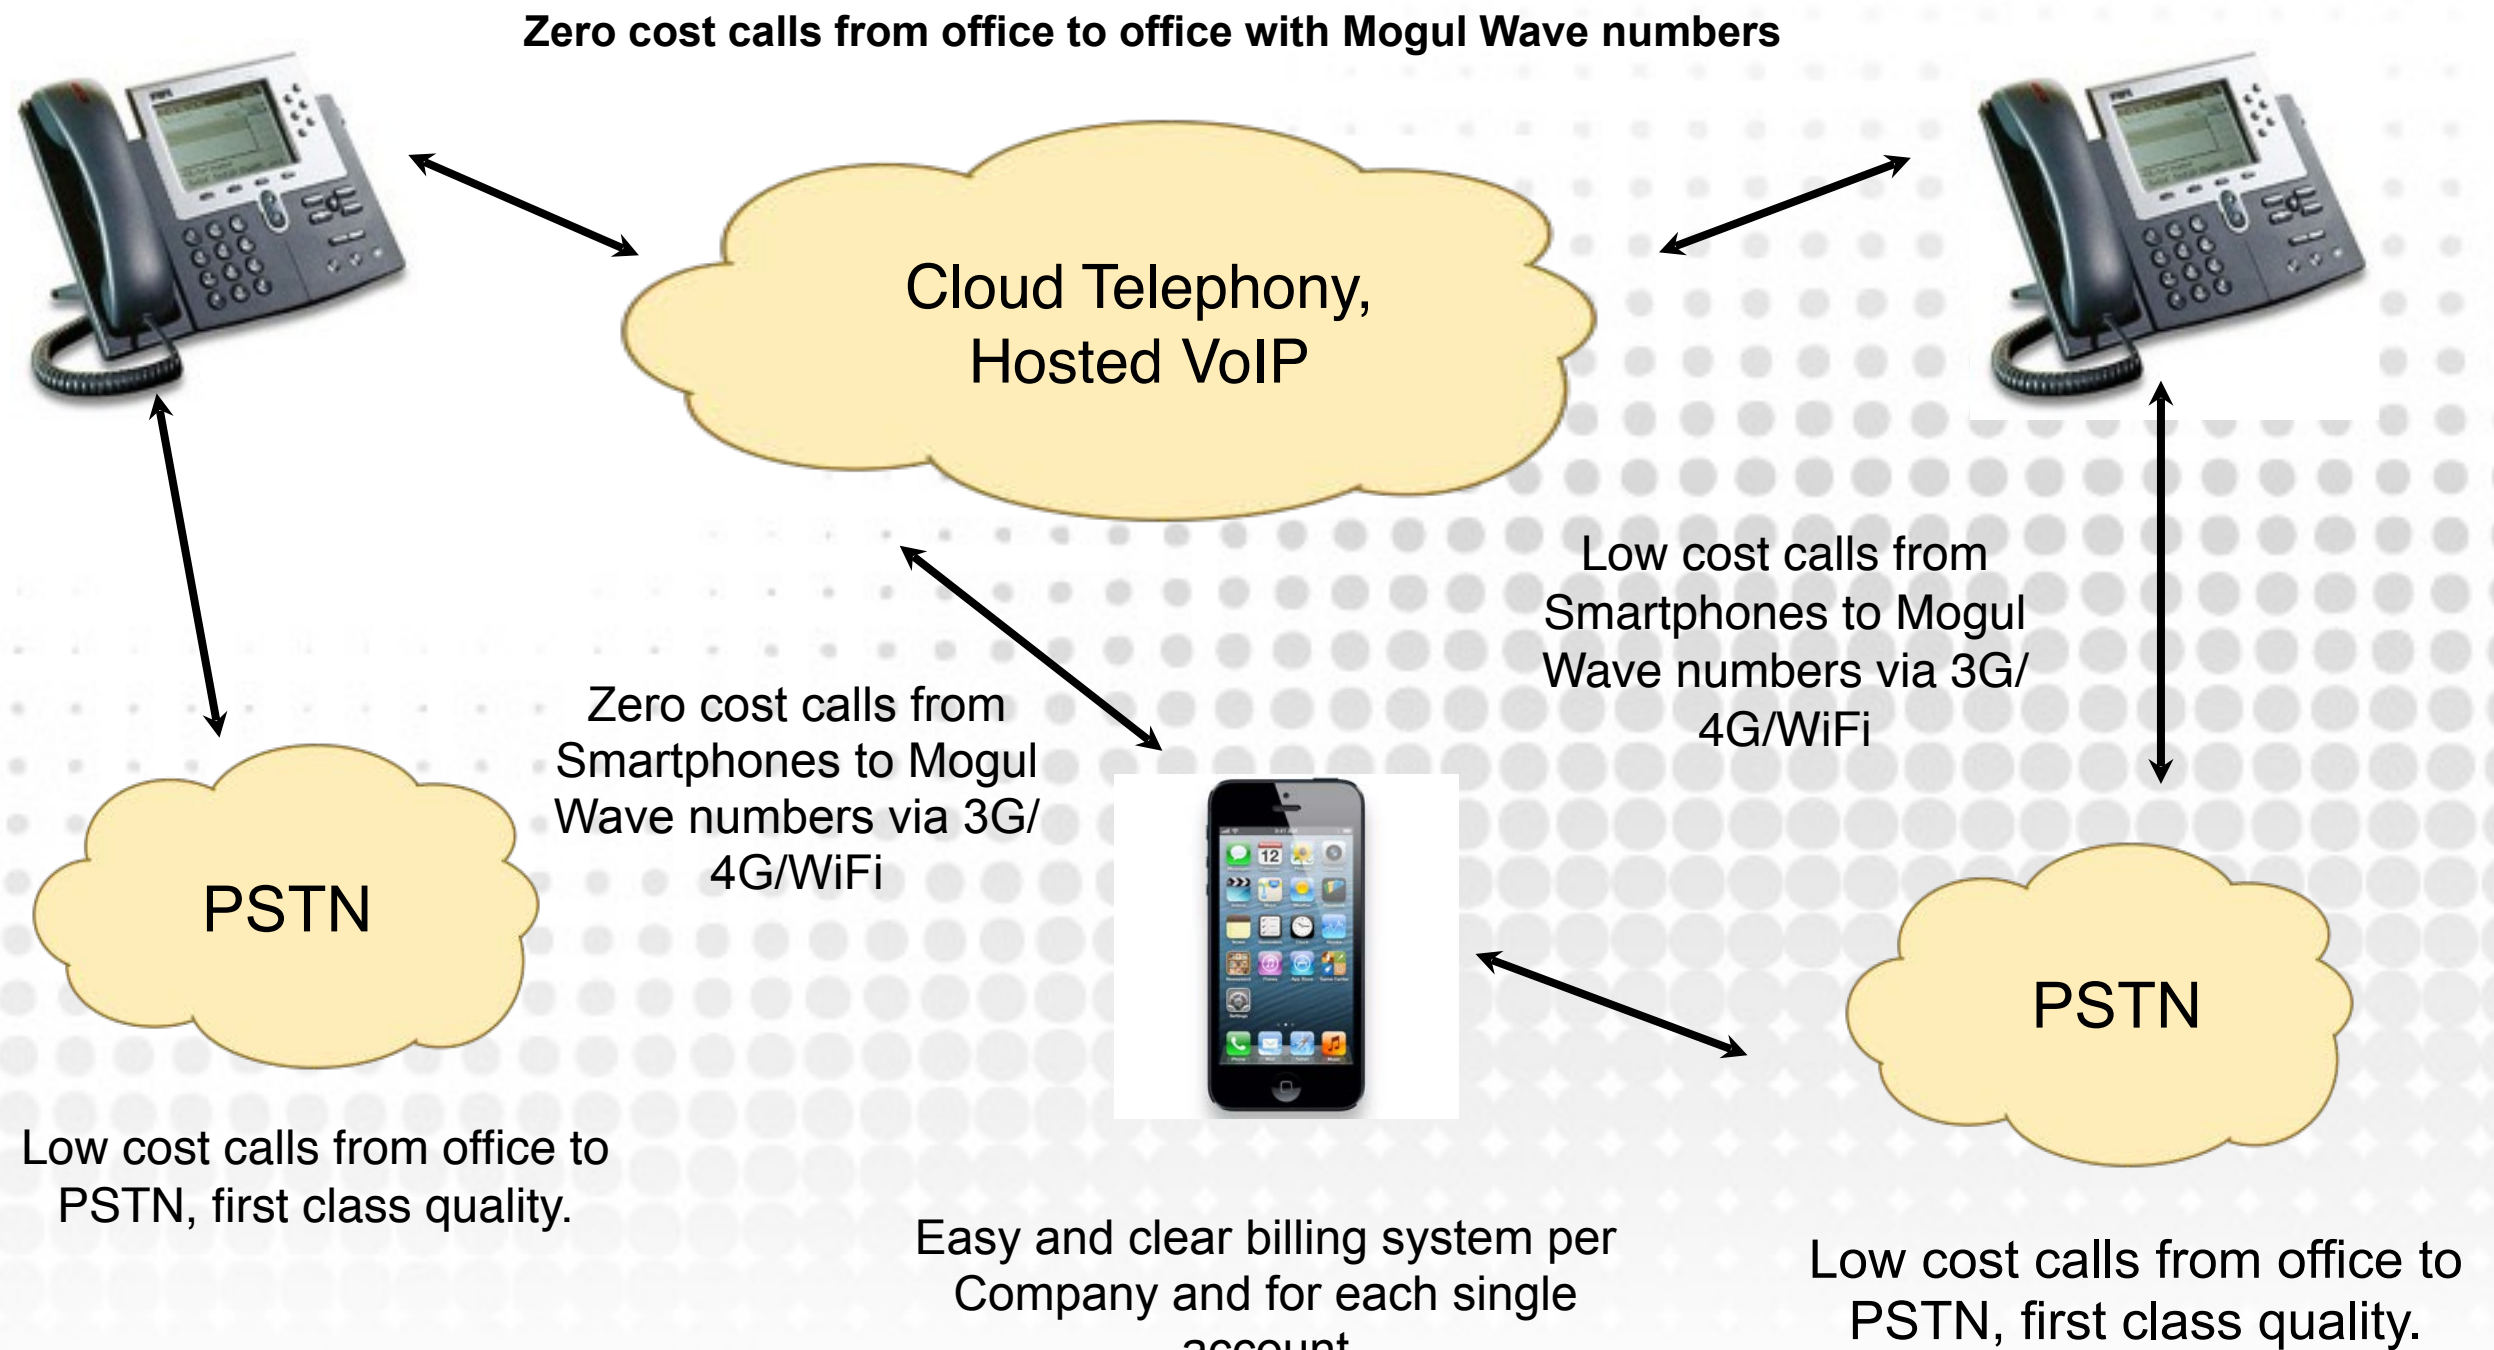 Zero cost calls from office to office with Mogul Wave numbers
Cloud Telephony,
Hosted VoIP
Low cost calls from
Smartphones to Mogul
Wave numbers via 3G/
4G/WiFi
Zero cost calls from
Smartphones to Mogul
Wave numbers via 3G/
4G/WiFi
PSTN
12
PSTN
Low cost calls from office to
PSTN, first class quality.
Easy and clear billing system per
Company and for each single
account
Low cost calls from office to
PSTN, first class quality.